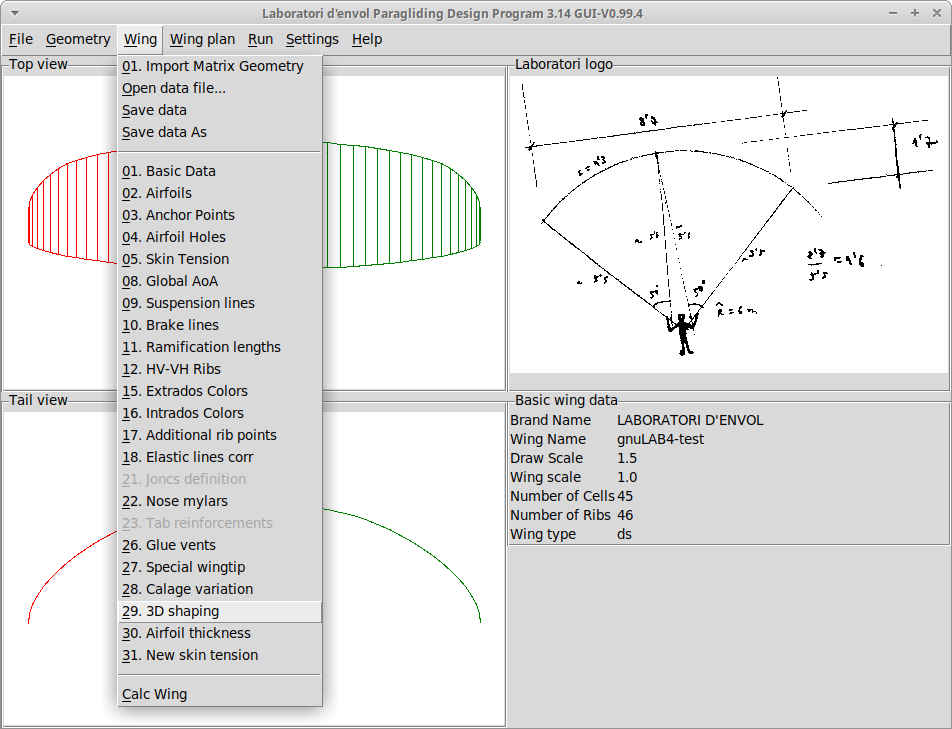 Laboratori d'envol Paragliding Design Program 3.14 GUI-V0.99.4
File Geometry Wing Wing plan Run Settings Help
Top view
01. Import Matrix Geometry
Open data file...
Save data
Save data As
01. Basic Data
02. Airfoils
03. Anchor Points
04. Airfoil Holes
05. Skin Tension
08. Global AoA
09. Suspension lines
10. Brake lines
11. Ramification lengths
12. HV-VH Ribs
15. Extrados Colors
16. Intrados Colors
17. Additional rib points
18. Elastic lines corr
21. Joncs definition
22. Nose mylars
23. Tab reinforcements
26. Glue vents
27. Special wingtip
28. Calage variation
29. 3D shaping
30. Airfoil thickness
31. New skin tension
Calc Wing
Laboratori logo
8'7
R = 6 m
Tail view
Basic wing data
Brand Name LABORATORI D'ENVOL
Wing Name gnuLAB4-test
Draw Scale 1.5
Wing scale 1.0
Number of Cells 45
Number of Ribs 46
Wing type ds